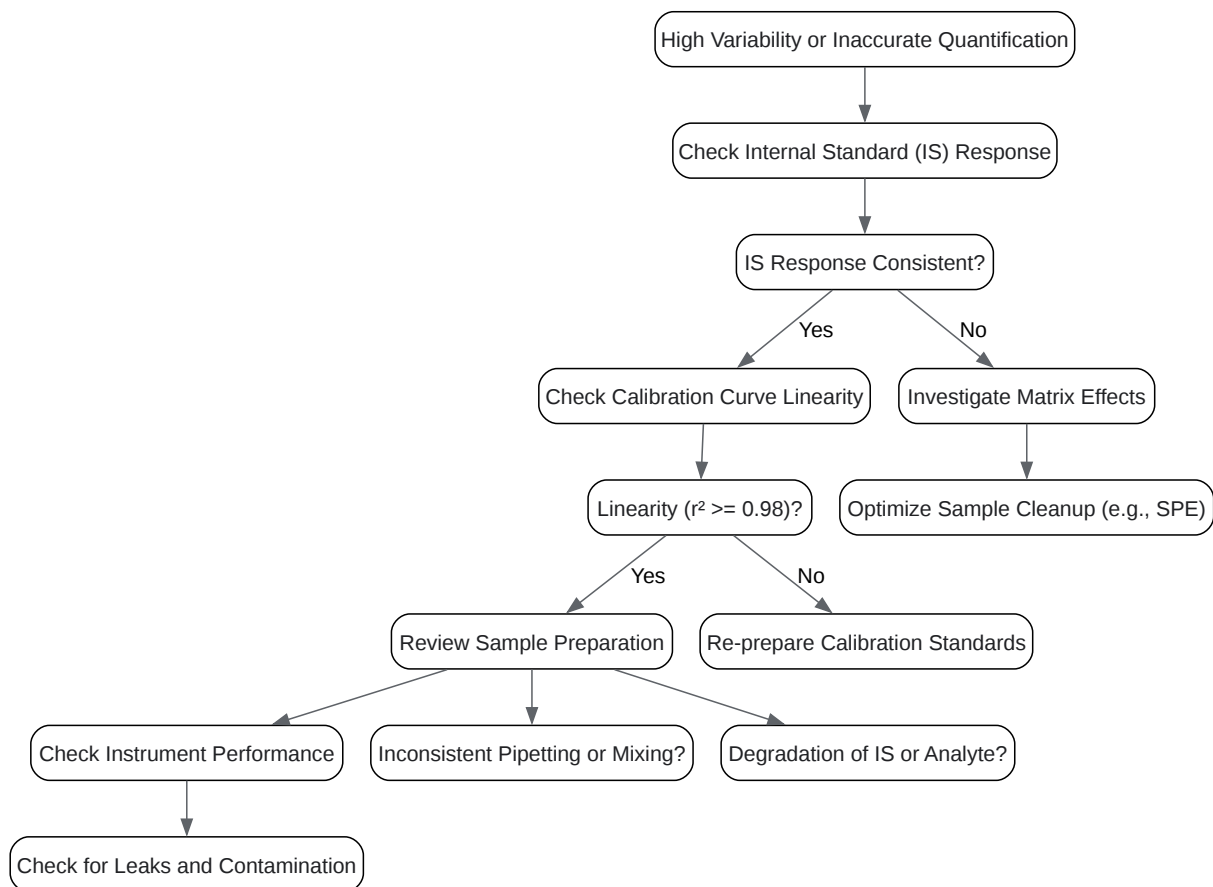 High Variability or Inaccurate Quantification
Check Internal Standard (IS) Response
IS Response Consistent?
Yes
No
Check Calibration Curve Linearity
Investigate Matrix Effects
Linearity (r² >= 0.98)?
Optimize Sample Cleanup (e.g., SPE)
Yes
No
Review Sample Preparation
Re-prepare Calibration Standards
Check Instrument Performance
Inconsistent Pipetting or Mixing?
Degradation of IS or Analyte?
Check for Leaks and Contamination